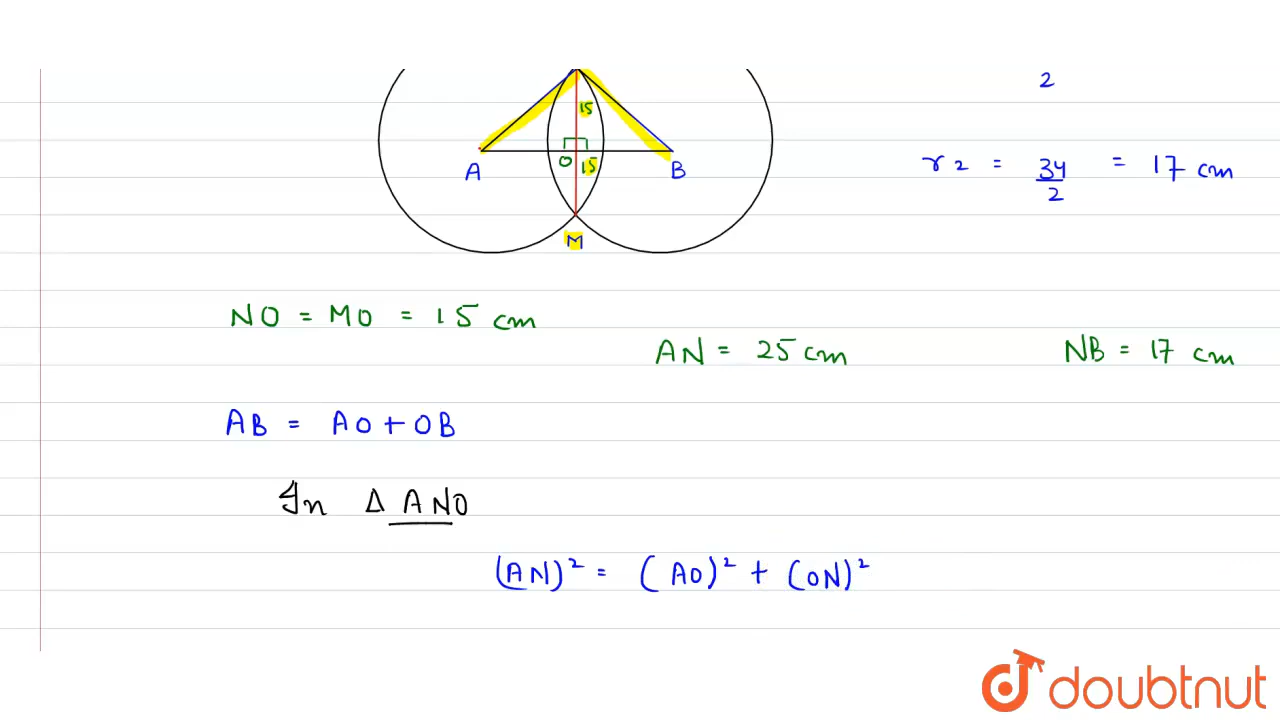 2
15
A O 15 B
r2 = 34/2 = 17 cm
M
NO = MO = 15 cm
AN = 25 cm NB = 17 cm
AB = AO + OB
In Δ ANO
(AN)² = (AO)² + (ON)²
doubtnut